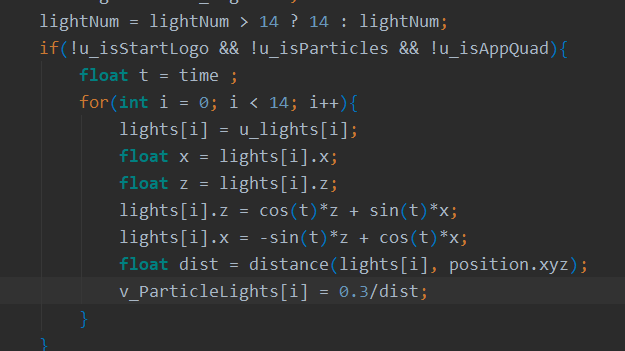 lightNum = lightNum > 14 ? 14 : lightNum;
if(!u_isStartLogo && !u_isParticles && !u_isAppQuad){
float t = time ;
for(int i = 0; i < 14; i++){
lights[i] = u_lights[i];
float x = lights[i].x;
float z = lights[i].z;
lights[i].z = cos(t)*z + sin(t)*x;
lights[i].x = -sin(t)*z + cos(t)*x;
float dist = distance(lights[i], position.xyz);
v_ParticleLights[i] = 0.3/dist;
}
}